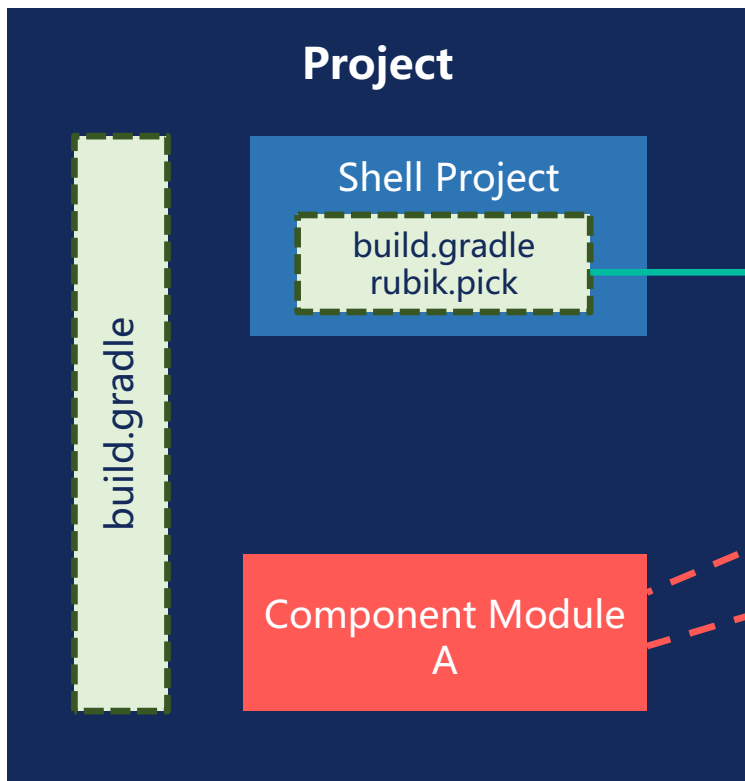 Project
build.gradle
Shell Project
build.gradle
rubik.pick
Component Module
A